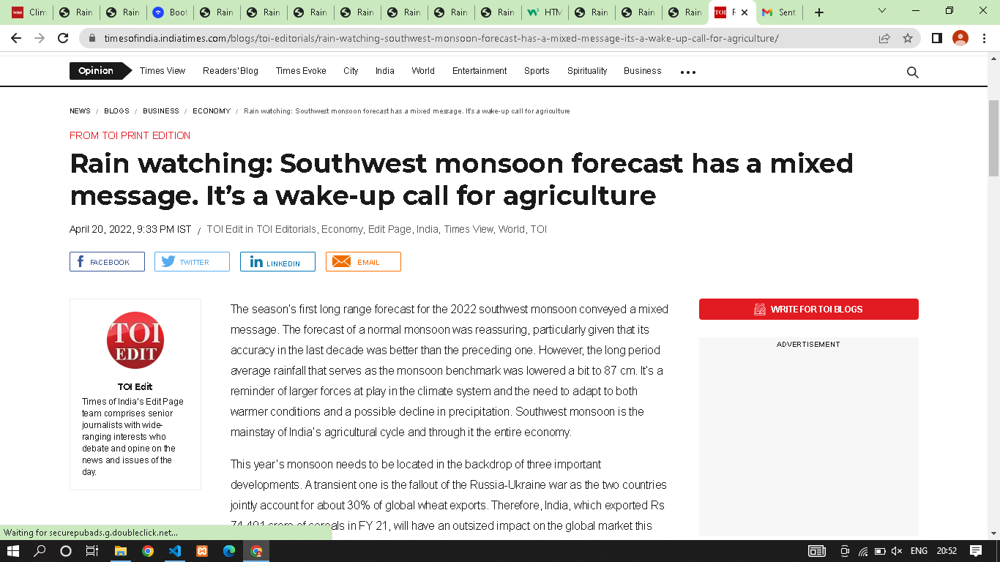 Clim
Rain
Rain
Boot
Rain
Rain
Rain
Rain
Rain
Rain
Rain
HTM
Rain
Rain
Rain
TOI
Sent
timesofindia.indiatimes.com/blogs/toi-editorials/rain-watching-southwest-monsoon-forecast-has-a-mixed-message-its-a-wake-up-call-for-agriculture/
Opinion Times View Readers' Blog Times Evoke City India World Entertainment Sports Spirituality Business
NEWS / BLOGS / BUSINESS / ECONOMY / Rain watching: Southwest monsoon forecast has a mixed message. It's a wake-up call for agriculture
FROM TOI PRINT EDITION
Rain watching: Southwest monsoon forecast has a mixed
message. It's a wake-up call for agriculture
April 20, 2022, 9:33 PM IST / TOI Edit in TOI Editorials, Economy, Edit Page, India, Times View, World, TOI
FACEBOOK TWITTER LINKEDIN EMAIL
TOI
EDIT
TOI Edit
Times of India's Edit Page
team comprises senior
journalists with wide-
ranging interests who
debate and opine on the
news and issues of the
day.
The season's first long range forecast for the 2022 southwest monsoon conveyed a mixed
message. The forecast of a normal monsoon was reassuring, particularly given that its
accuracy in the last decade was better than the preceding one. However, the long period
average rainfall that serves as the monsoon benchmark was lowered a bit to 87 cm. It's a
reminder of larger forces at play in the climate system and the need to adapt to both
warmer conditions and a possible decline in precipitation. Southwest monsoon is the
mainstay of India's agricultural cycle and through it the entire economy.
This year's monsoon needs to be located in the backdrop of three important
developments. A transient one is the fallout of the Russia-Ukraine war as the two countries
jointly account for about 30% of global wheat exports. Therefore, India, which exported Rs
74,491 crore of cereals in FY 21, will have an outsized impact on the global market this
WRITE FOR TOI BLOGS
ADVERTISEMENT
Waiting for securepubads.g.doubleclick.net...
ENG 20:52